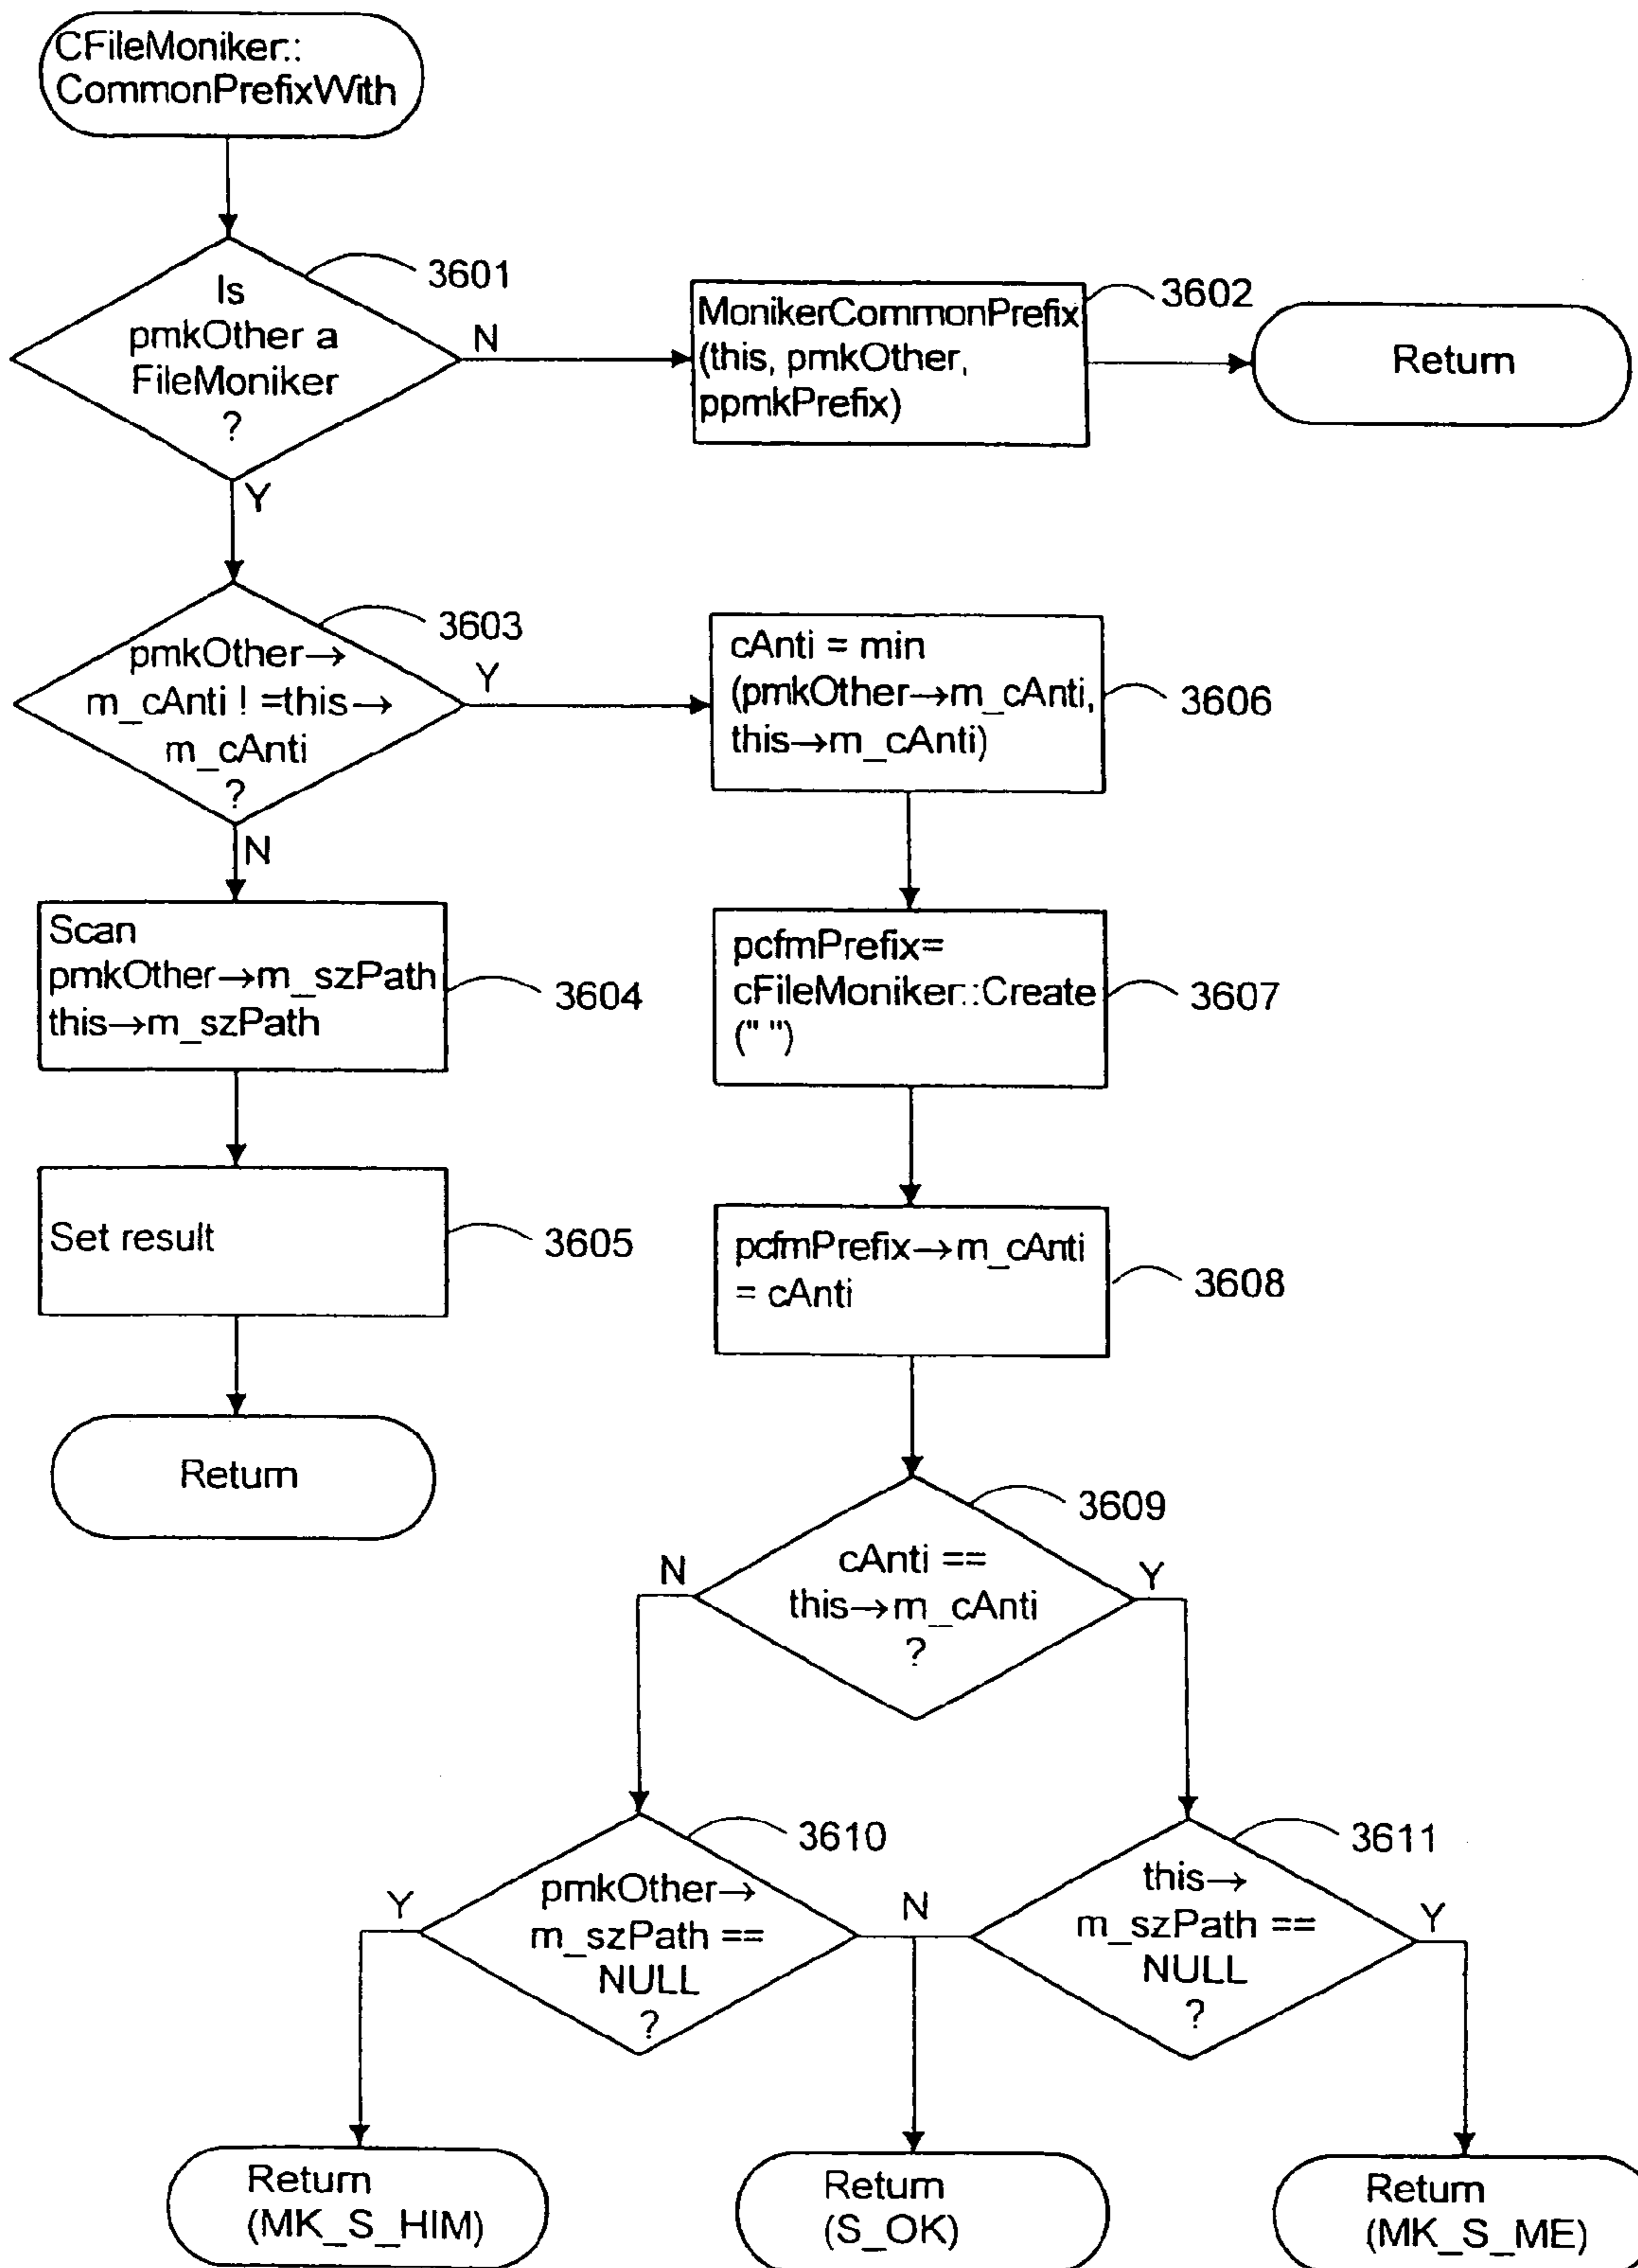 CFileMoniker::
CommonPrefixWith
3601
Is
pmkOther a
FileMoniker
?
N
Y
MonikerCommonPrefix
(this, pmkOther,
ppmkPrefix)
3602
Return
3603
pmkOther→
m_cAnti ! =this→
m_cAnti
?
Y
N
cAnti = min
(pmkOther→m_cAnti,
this→m_cAnti)
3606
Scan
pmkOther→m_szPath
this→m_szPath
3604
pcfmPrefix=
cFileMoniker::Create
(" ")
3607
Set result
3605
pcfmPrefix→m_cAnti
= cAnti
3608
Return
3609
cAnti ==
this→m_cAnti
?
N
Y
3610
pmkOther→
m_szPath ==
NULL
?
Y
N
3611
this→
m_szPath ==
NULL
?
Y
Return
(MK_S_HIM)
Return
(S_OK)
Return
(MK_S_ME)